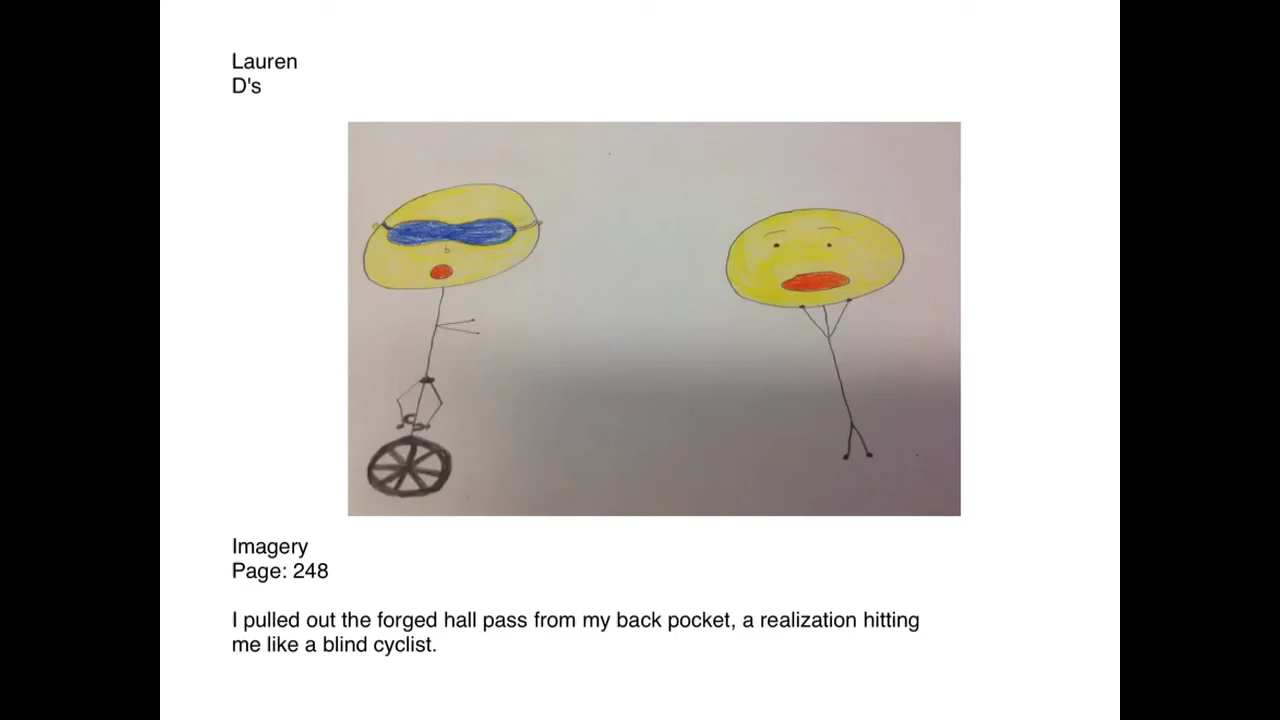 Lauren
D's
Imagery
Page: 248
I pulled out the forged hall pass from my back pocket, a realization hitting
me like a blind cyclist.